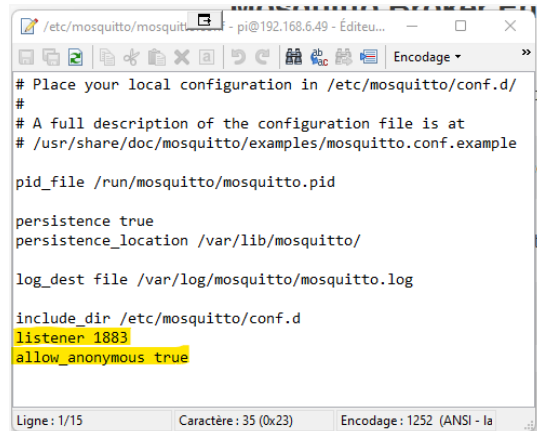 /etc/mosquitto/mosquitto.conf - pi@192.168.6.49 - Éditeu...
Encodage
# Place your local configuration in /etc/mosquitto/conf.d/
#
# A full description of the configuration file is at
# /usr/share/doc/mosquitto/examples/mosquitto.conf.example
pid_file /run/mosquitto/mosquitto.pid
persistence true
persistence_location /var/lib/mosquitto/
log_dest file /var/log/mosquitto/mosquitto.log
include_dir /etc/mosquitto/conf.d
listener 1883
allow_anonymous true
Ligne : 1/15 Caractère : 35 (0x23) Encodage : 1252 (ANSI - la